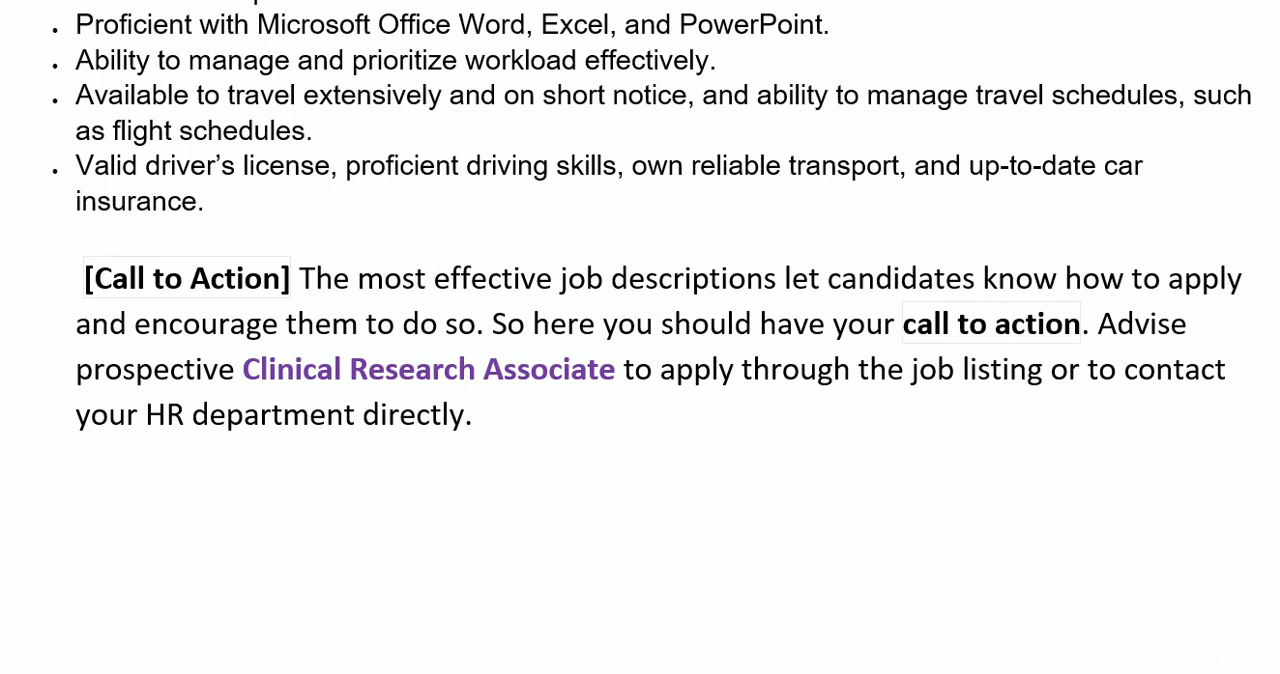 • Proficient with Microsoft Office Word, Excel, and PowerPoint.
• Ability to manage and prioritize workload effectively.
• Available to travel extensively and on short notice, and ability to manage travel schedules, such
as flight schedules.
• Valid driver’s license, proficient driving skills, own reliable transport, and up-to-date car
insurance.
[Call to Action] The most effective job descriptions let candidates know how to apply
and encourage them to do so. So here you should have your call to action. Advise
prospective Clinical Research Associate to apply through the job listing or to contact
your HR department directly.